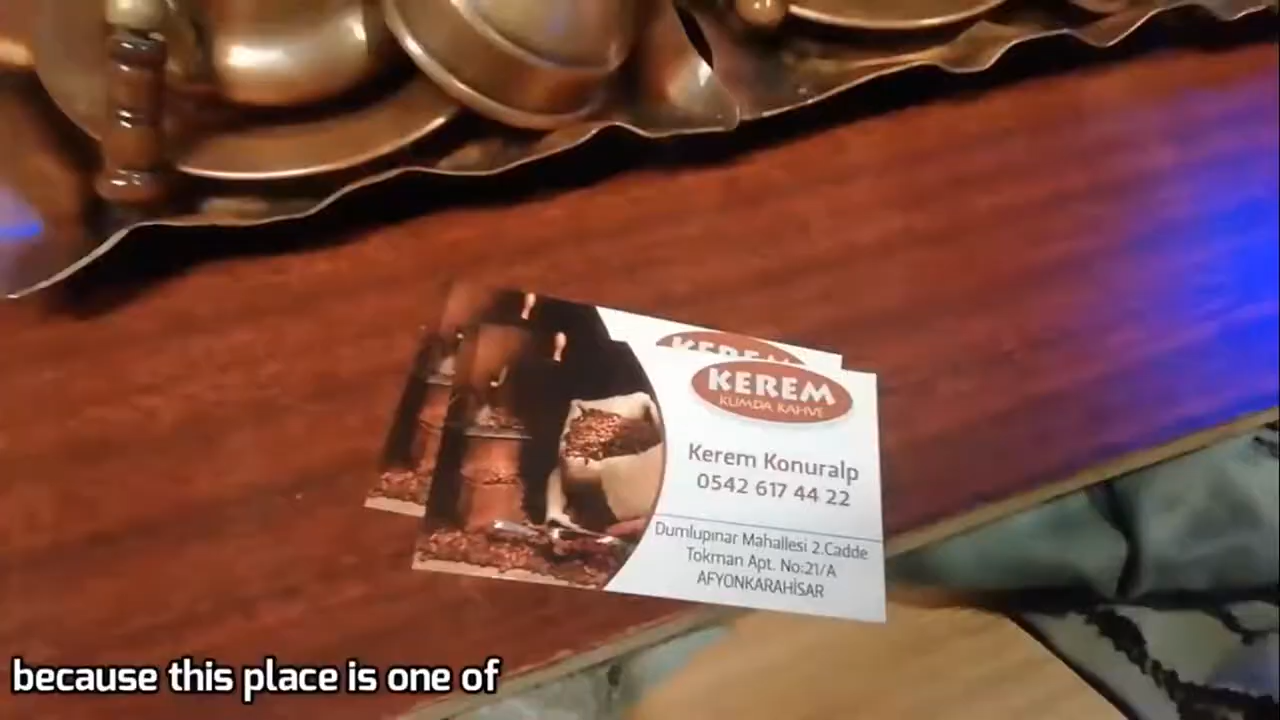 KEREM
KEREM
KUMDA KAHVE
Kerem Konuralp
0542 617 44 22
Dumlupınar Mahallesi 2.Cadde
Tokman Apt. No:21/A
AFYONKARAHİSAR
because this place is one of